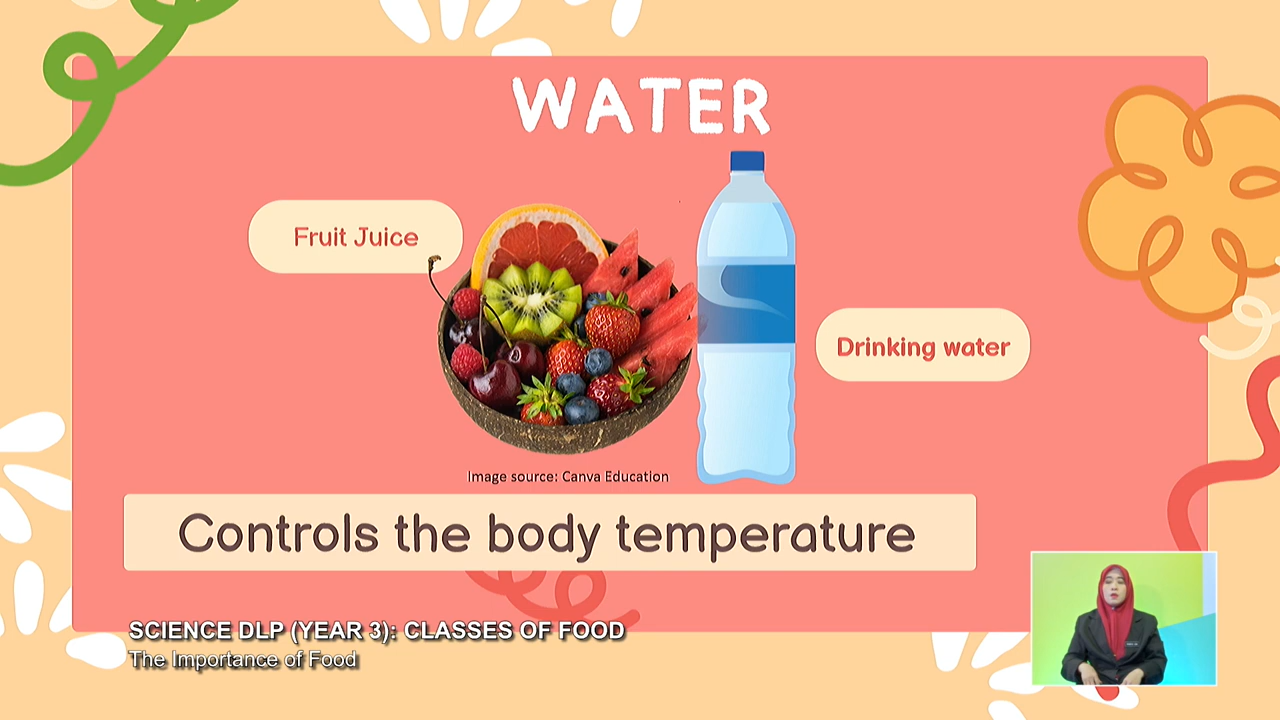 WATER
Fruit Juice
Drinking water
Image source: Canva Education
Controls the body temperature
SCIENCE DLP (YEAR 3): CLASSES OF FOOD
The Importance of Food